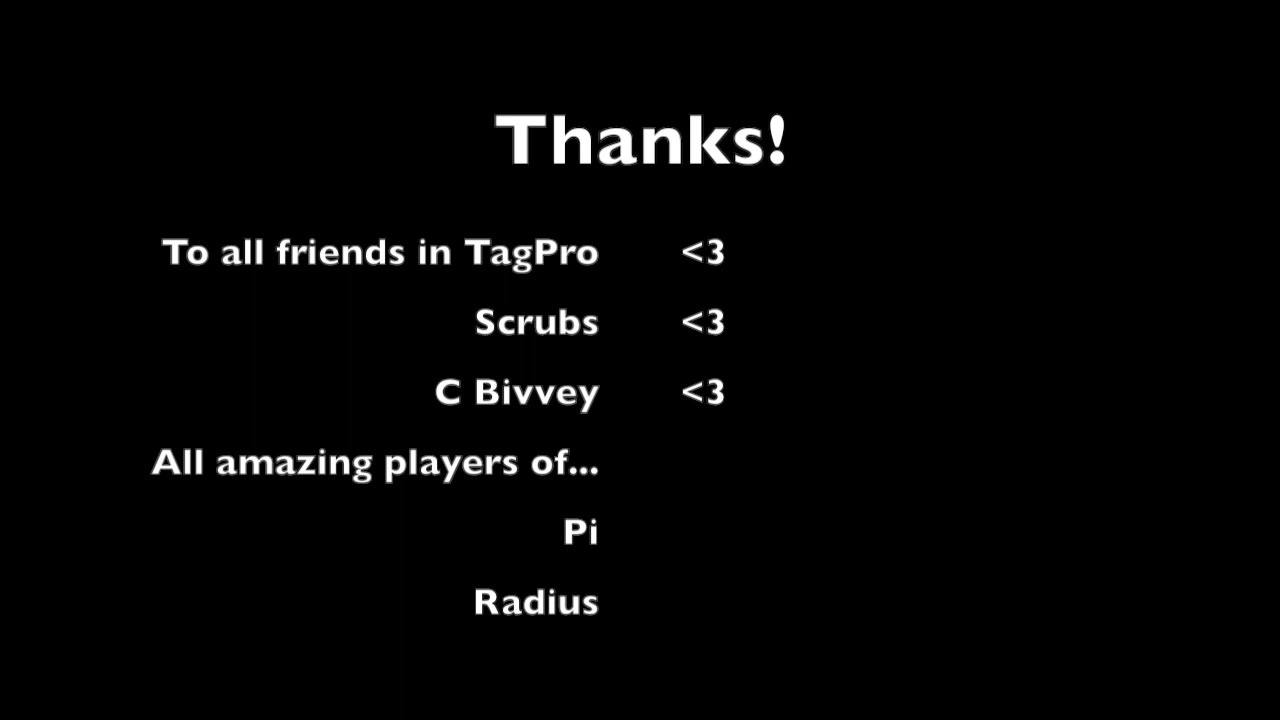 Thanks!
To all friends in TagPro <3
Scrubs <3
C Bivvey <3
All amazing players of...
Pi
Radius